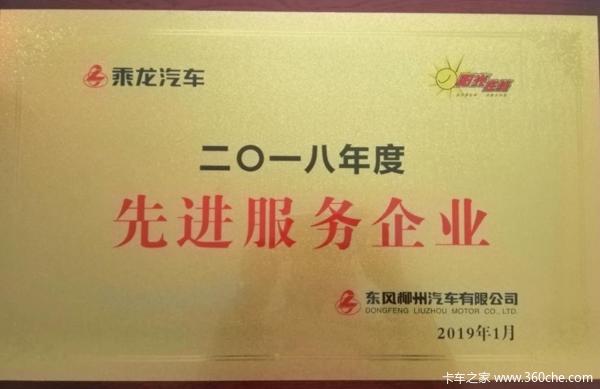 乘龙汽车
阳光在线
二〇一八年度
先进服务企业
东风柳州汽车有限公司
DONGFENG LIUZHOU MOTOR CO., LTD.
2019年1月
卡车之家 www.360che.com